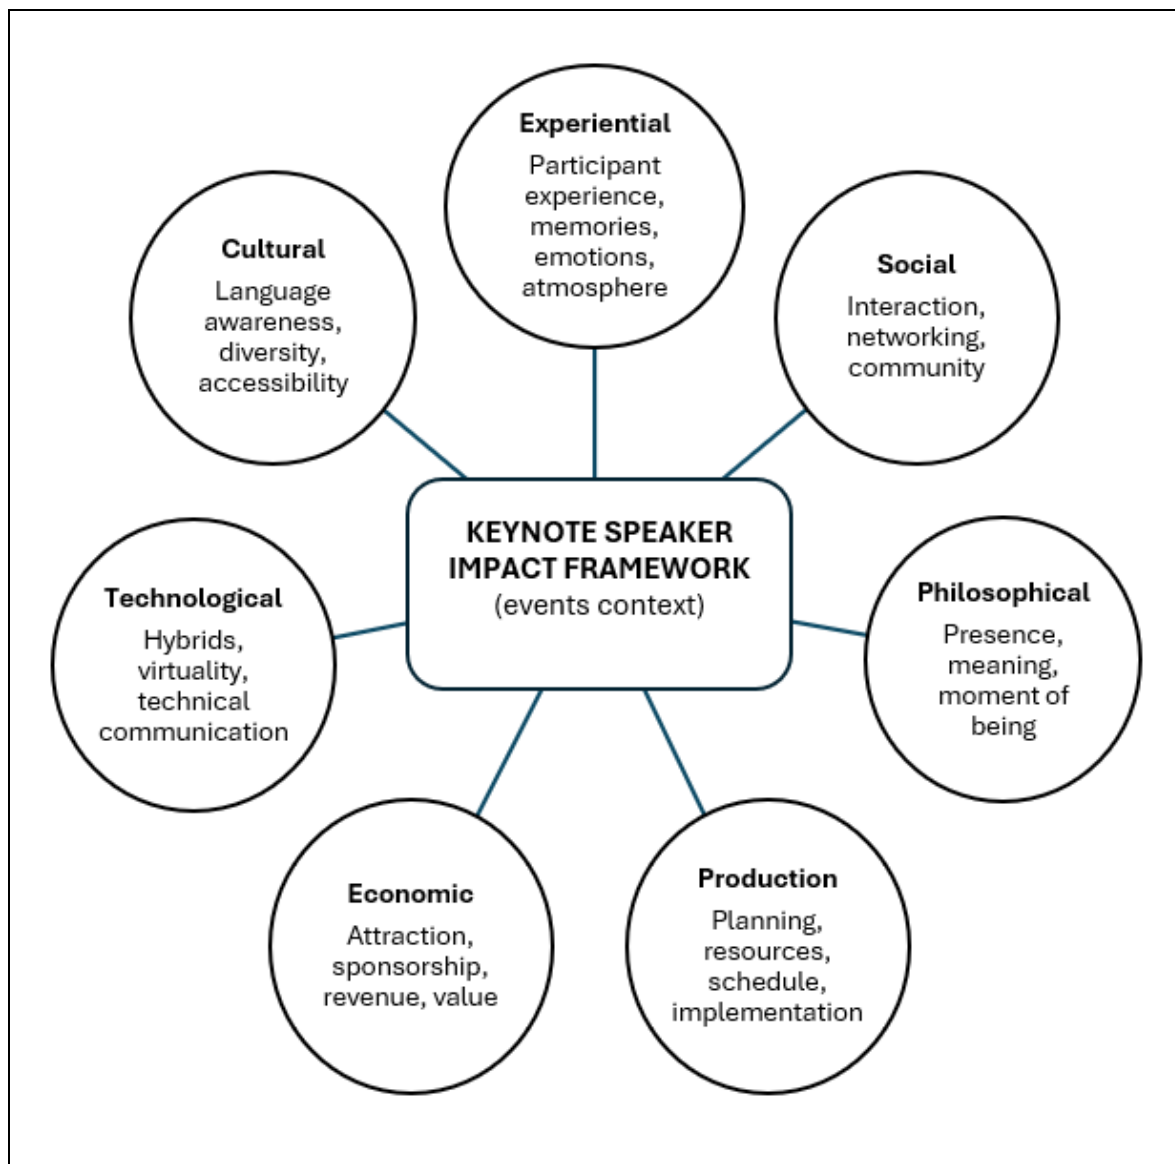 Experiential
Participant
experience,
memories,
emotions,
atmosphere
Cultural
Language
awareness,
diversity,
accessibility
Social
Interaction,
networking,
community
KEYNOTE SPEAKER
IMPACT FRAMEWORK
(events context)
Technological
Hybrids,
virtuality,
technical
communication
Philosophical
Presence,
meaning,
moment of
being
Economic
Attraction,
sponsorship,
revenue, value
Production
Planning,
resources,
schedule,
implementation